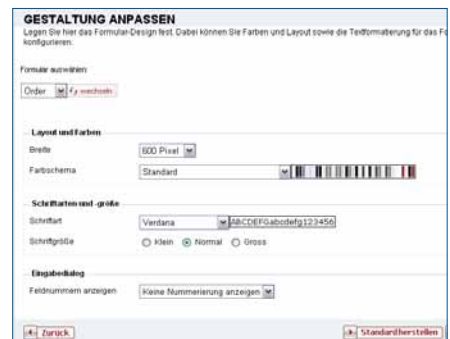 GESTALTUNG ANPASSEN
Legen Sie hier das Formular-Design fest. Dabei können Sie Farben und Layout sowie die Textformatierung für das Fo
konfigurieren.
Formular auswählen:
Order wechseln
Layout und Farben
Breite 600 Pixel
Farbschema Standard
Schriftarten und -größe
Schriftart Verdana ABCDEFGabcdefg123456
Schriftgröße Klein Normal Gross
Eingabedialog
Feldnummern anzeigen Keine Nummerierung anzeigen
Zurück Standard herstellen